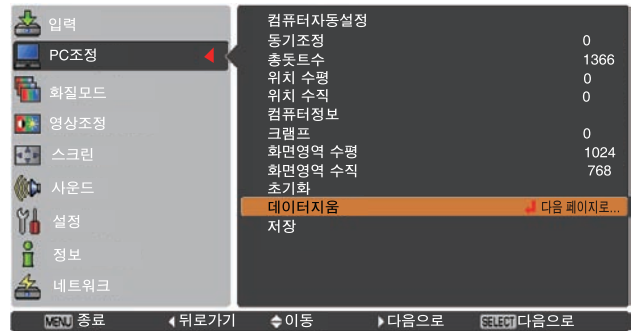 입력
PC조정
화질모드
영상조정
스크린
사운드
설정
정보
네트워크
컴퓨터자동설정
동기조정 0
총돗트수 1366
위치 수평 0
위치 수직 0
컴퓨터정보
크램프 0
화면영역 수평 1024
화면영역 수직 768
초기화
데이터지움 다음 페이지로...
저장
MENU 종료 뒤로가기 이동 다음으로 SELECT 다음으로